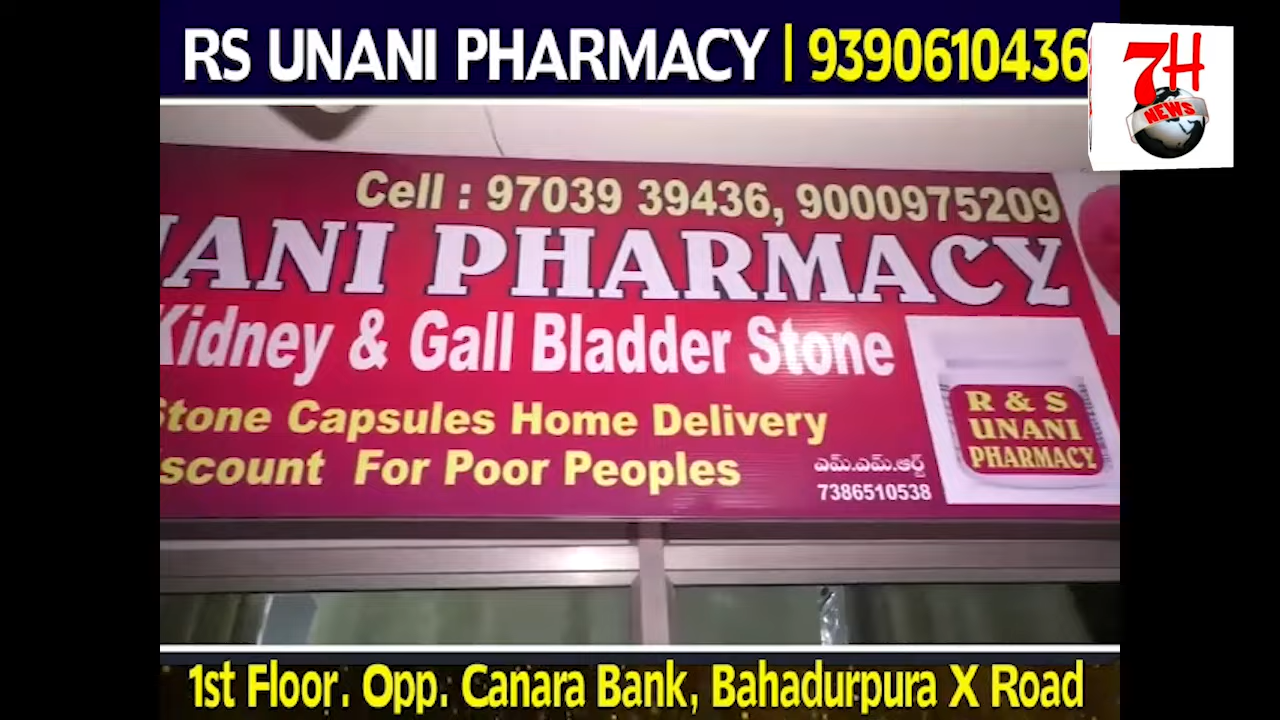 RS UNANI PHARMACY | 9390610436
7H
NEWS
Cell : 97039 39436, 9000975209
UNANI PHARMACY
Kidney & Gall Bladder Stone
Stone Capsules Home Delivery
scount For Poor Peoples
ఎమ్.ఎమ్.ఆర్ట్
7386510538
R & S
UNANI
PHARMACY
1st Floor. Opp. Canara Bank, Bahadurpura X Road